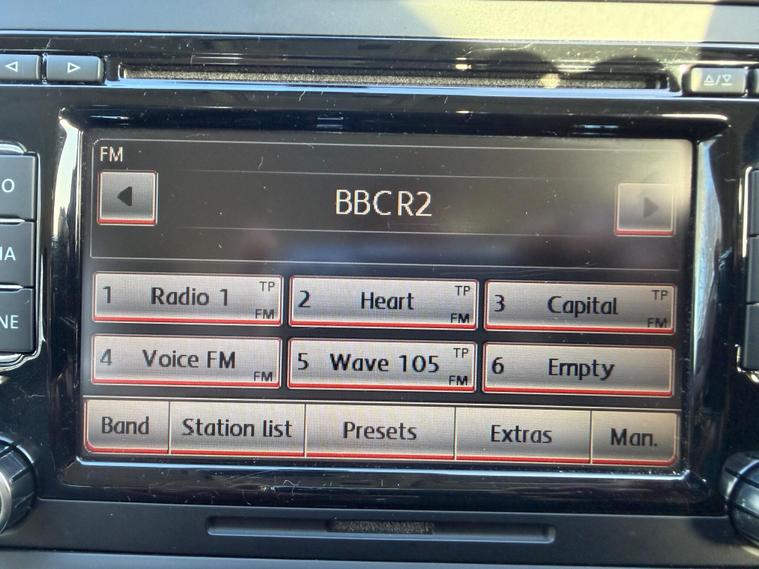 FM
BBC R2
1 Radio 1 TP FM
2 Heart TP FM
3 Capital TP FM
4 Voice FM FM
5 Wave 105 TP FM
6 Empty
Band Station list Presets Extras Man.